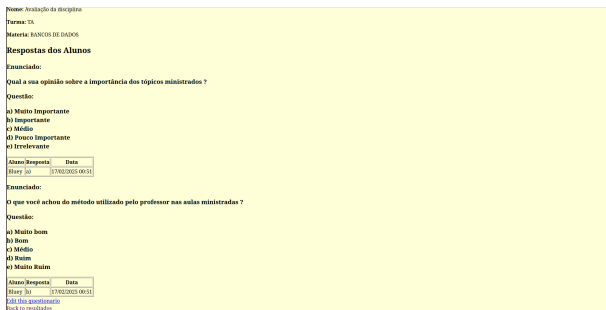 Nome: Avaliação da disciplina
Turma: TA
Materia: BANCOS DE DADOS
Respostas dos Alunos
Enunciado:
Qual a sua opinião sobre a importância dos tópicos ministrados ?
Questão:
a) Muito Importante
b) Importante
c) Médio
d) Pouco Importante
e) Irrelevante
Aluno Resposta Data
Bluey a) 17/02/2025 00:51
Enunciado:
O que você achou do método utilizado pelo professor nas aulas ministradas ?
Questão:
a) Muito bom
b) Bom
c) Médio
d) Ruim
e) Muito Ruim
Aluno Resposta Data
Bluey b) 17/02/2025 00:51
Edit this questionario
Back to resultados